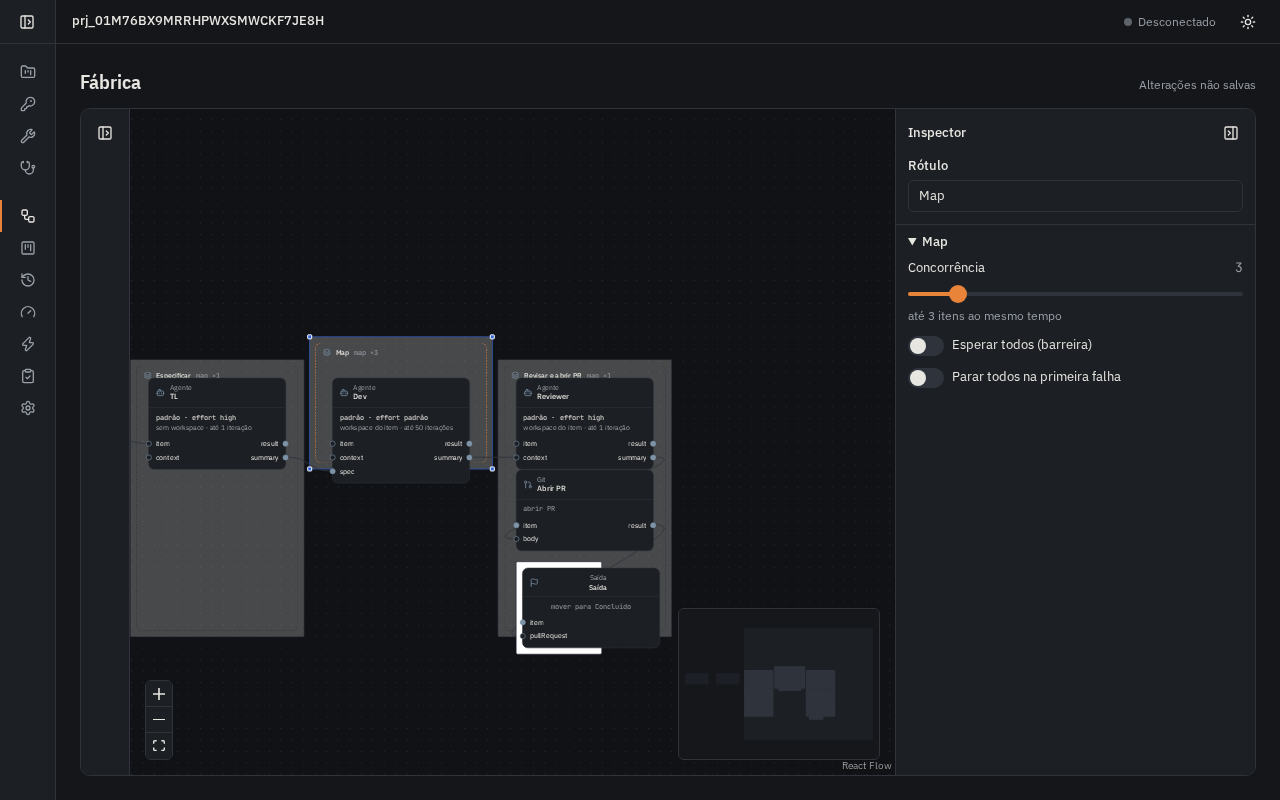 prj_01M76BX9MRRHPWXSMWCKF7JE8H
Desconectado
Fábrica
Alterações não salvas
Inspector
Rótulo
Map
Map
Concorrência
3
até 3 itens ao mesmo tempo
Esperar todos (barreira)
Parar todos na primeira falha
Especificar map ×1
Agente
TL
padrão · effort high
sem workspace · até 1 iteração
item
result
context
summary
Map map ×3
Agente
Dev
padrão · effort padrão
workspace do item · até 50 iterações
item
result
context
summary
spec
Revisar e abrir PR map ×1
Agente
Reviewer
padrão · effort high
workspace do item · até 1 iteração
item
result
context
summary
Git
Abrir PR
abrir PR
item
result
body
Saída
Saída
mover para Concluído
item
pullRequest
React Flow